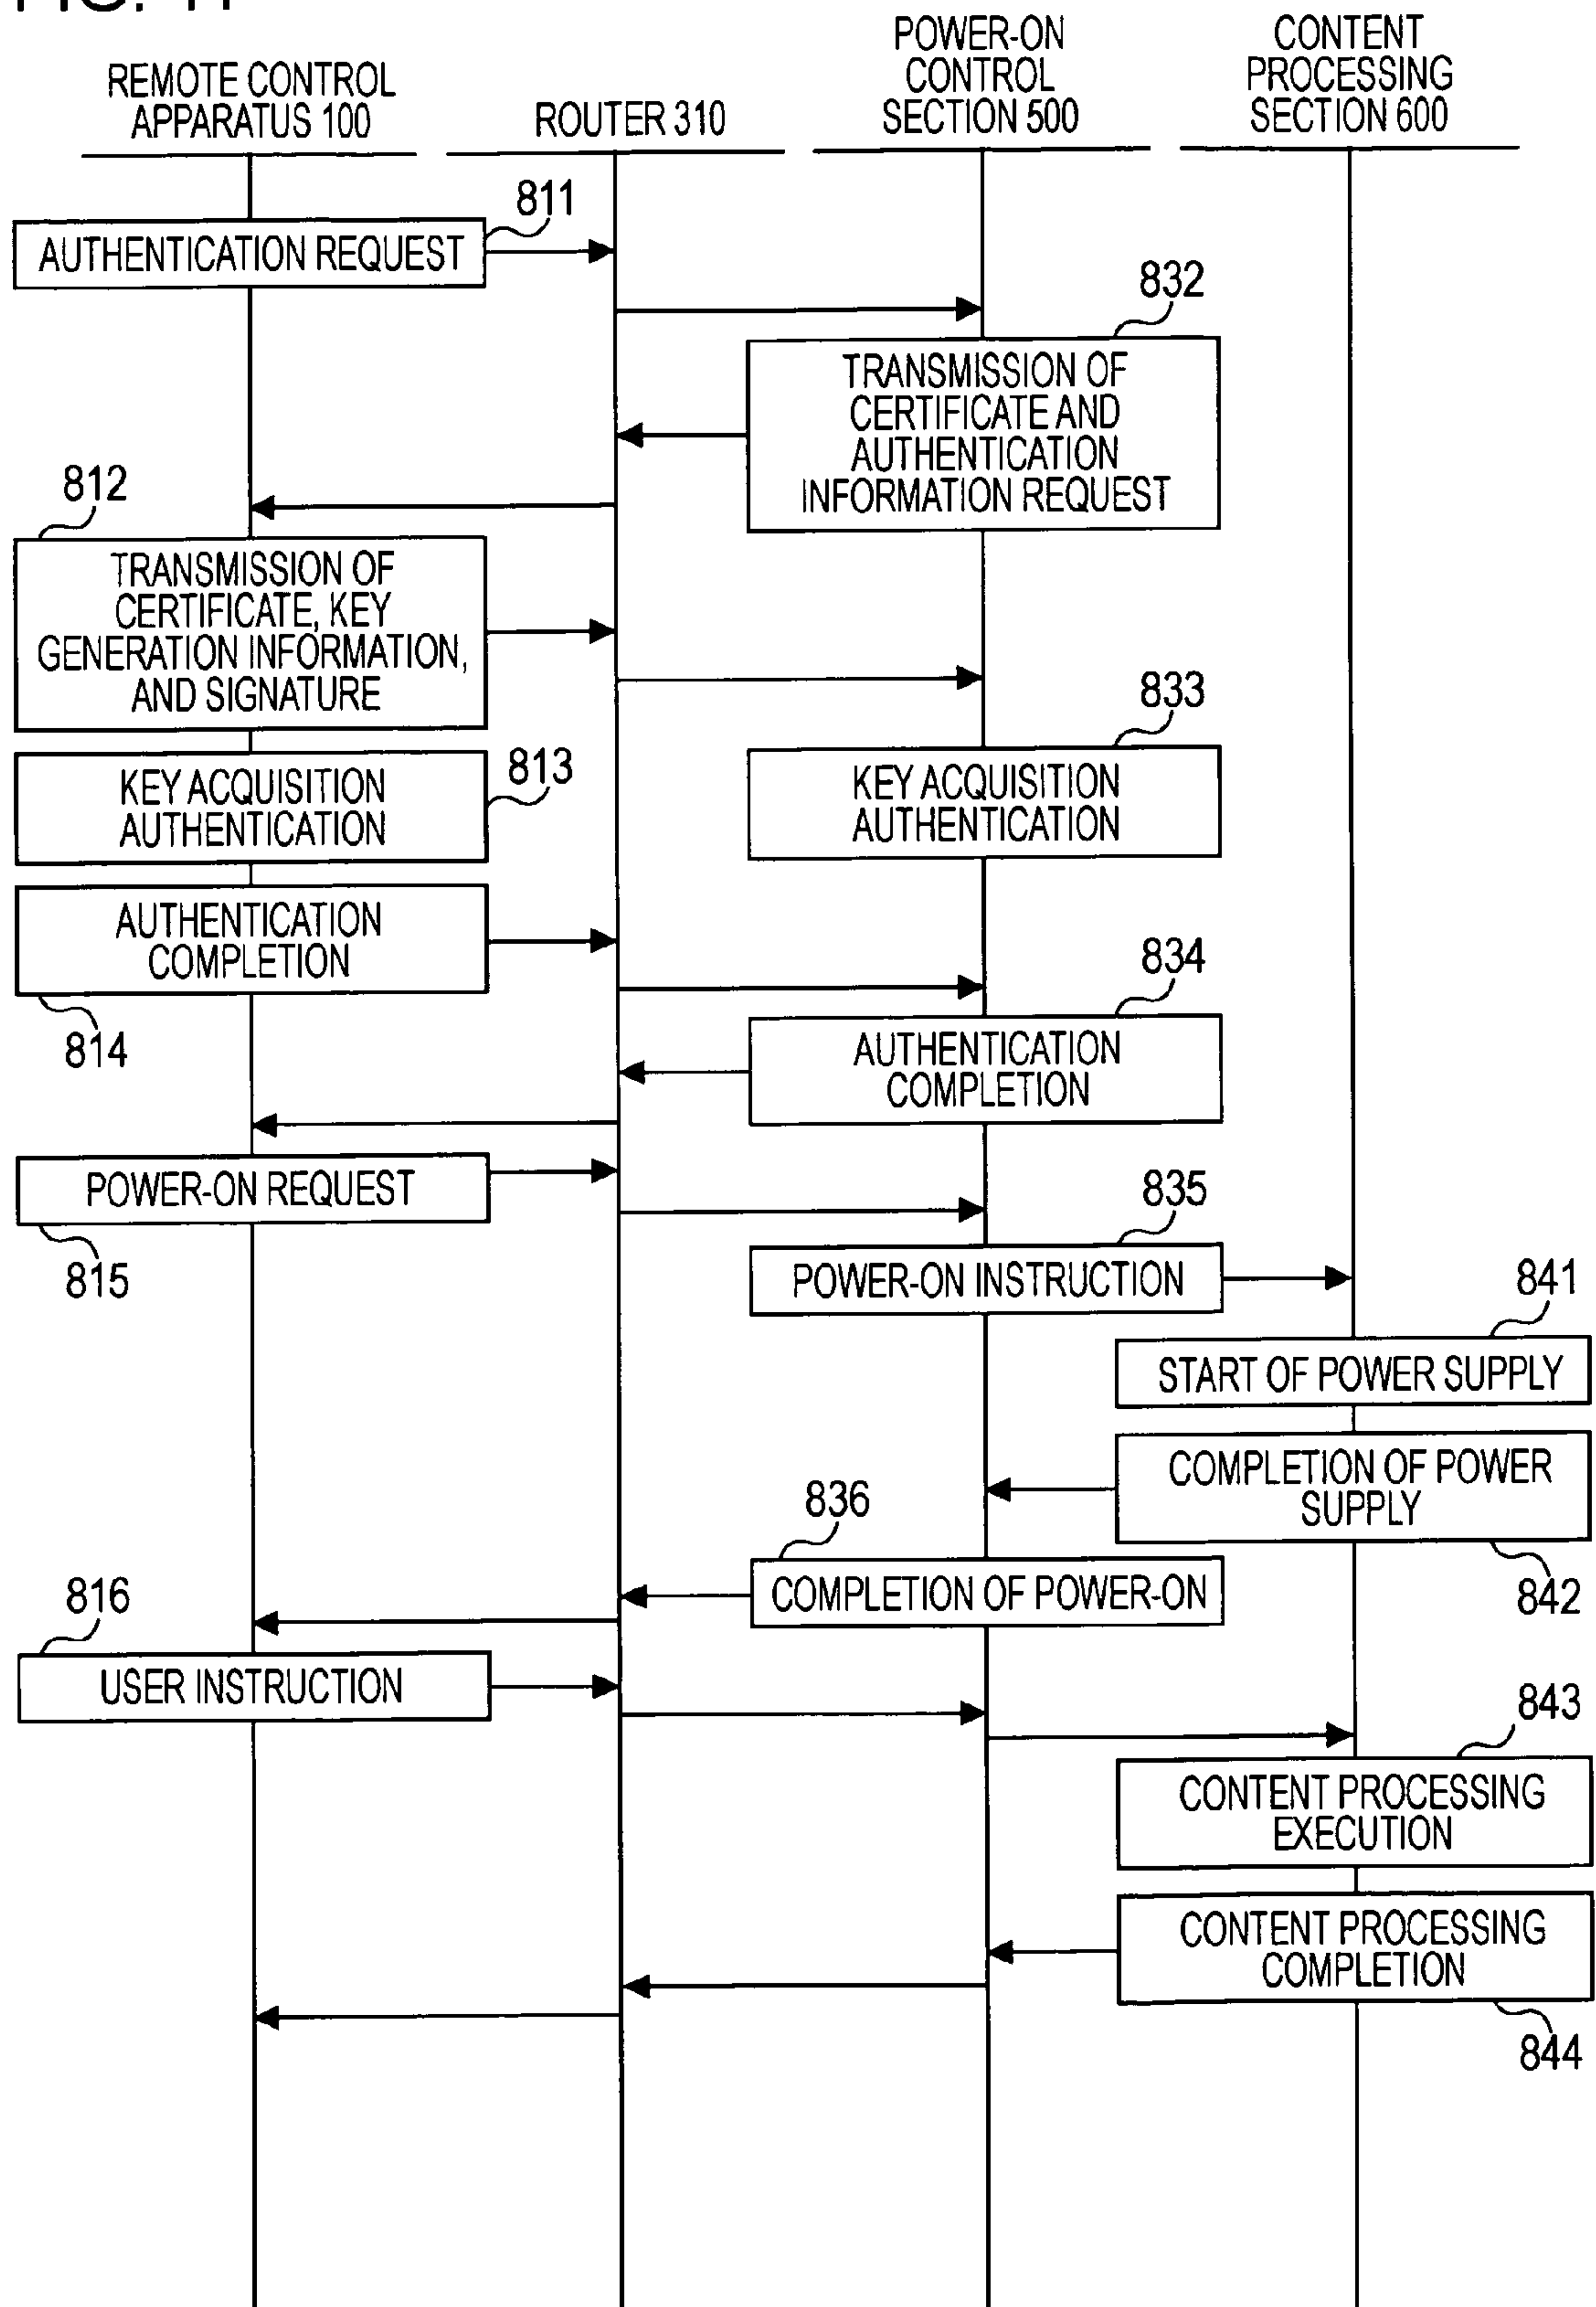 REMOTE CONTROL
APPARATUS 100
ROUTER 310
POWER-ON
CONTROL
SECTION 500
CONTENT
PROCESSING
SECTION 600
811
AUTHENTICATION REQUEST
832
TRANSMISSION OF
CERTIFICATE AND
AUTHENTICATION
INFORMATION REQUEST
812
TRANSMISSION OF
CERTIFICATE, KEY
GENERATION INFORMATION,
AND SIGNATURE
833
KEY ACQUISITION
AUTHENTICATION
813
KEY ACQUISITION
AUTHENTICATION
AUTHENTICATION
COMPLETION
814
834
AUTHENTICATION
COMPLETION
POWER-ON REQUEST
815
835
POWER-ON INSTRUCTION
841
START OF POWER SUPPLY
COMPLETION OF POWER
SUPPLY
842
836
COMPLETION OF POWER-ON
816
USER INSTRUCTION
843
CONTENT PROCESSING
EXECUTION
CONTENT PROCESSING
COMPLETION
844